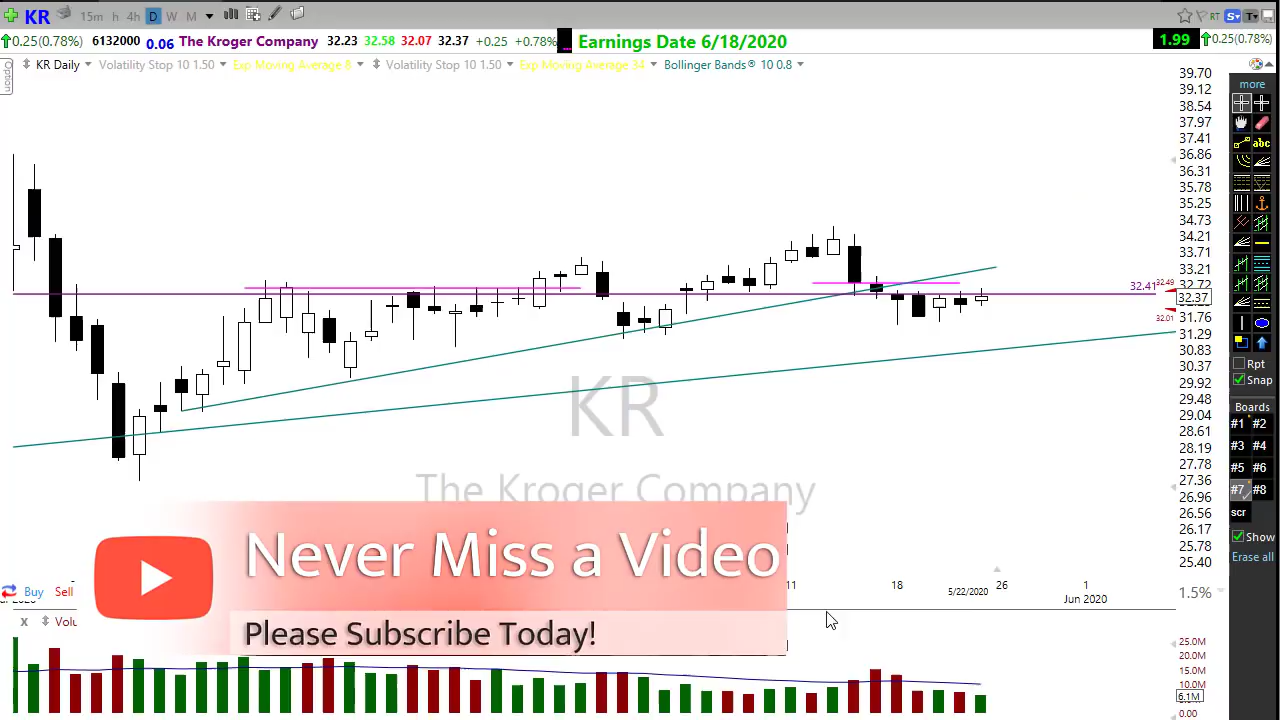 KR 15m h 4h D W M RT S T
0.25(0.78%) 6132000 0.06 The Kroger Company 32.23 32.58 32.07 32.37 +0.25 +0.78% Earnings Date 6/18/2020 1.99 0.25(0.78%)
KR Daily Volatility Stop 10 1.50 Exp Moving Average 8 Volatility Stop 10 1.50 Exp Moving Average 34 Bollinger Bands® 10 0.8
Option
39.70
39.12
38.54
37.97
37.41
36.86
36.31
35.78
35.25
34.73
34.21
33.71
33.21
32.72
32.41 32.49
32.37
32.01
31.76
31.29
30.83
30.37
29.92
29.48
29.04
28.61
28.19
27.78
27.36
26.96
26.56
26.17
25.78
25.40
more
abc
Rpt
Snap
Boards
#1 #2
#3 #4
#5 #6
#7 #8
scr
Show
Erase all
KR
The Kroger Company
Never Miss a Video
Please Subscribe Today!
Buy Sell
11 18 5/22/2020 26 1
Jun 2020
1.5%
x Volu
25.0M
20.0M
15.0M
10.0M
6.1M
0.00